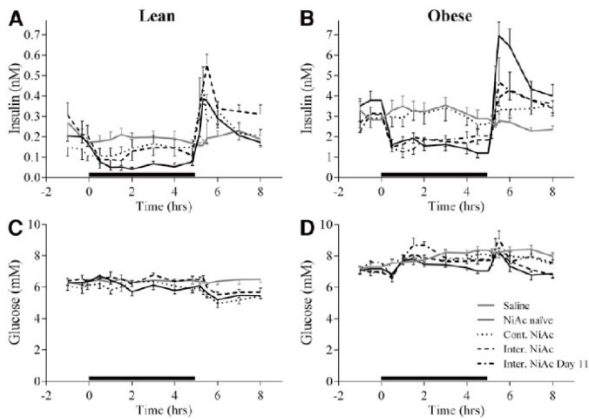 Lean
Obese
A
B
Insulin (nM)
0.7
0.6
0.5
0.4
0.3
0.2
0.1
0.0
-2 0 2 4 6 8
Time (hrs)
Insulin (nM)
8
7
6
5
4
3
2
1
0
-2 0 2 4 6 8
Time (hrs)
C
D
Glucose (mM)
10
8
6
4
2
0
-2 0 2 4 6 8
Time (hrs)
Glucose (mM)
10
8
6
4
2
0
-2 0 2 4 6 8
Time (hrs)
Saline
NiAc naïve
Cont. NiAc
Inter. NiAc
Inter. NiAc Day 11